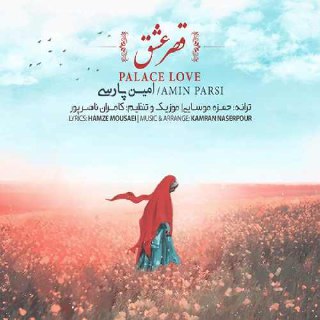 قصر عشق
PALACE LOVE
امین پارسی/AMIN PARSI
ترانه: حمزه موسایی| موزیک و تنظیم: کامران ناصرپور
LYRICS: HAMZE MOUSAEI | MUSIC & ARRANGE: KAMRAN NASERPOUR